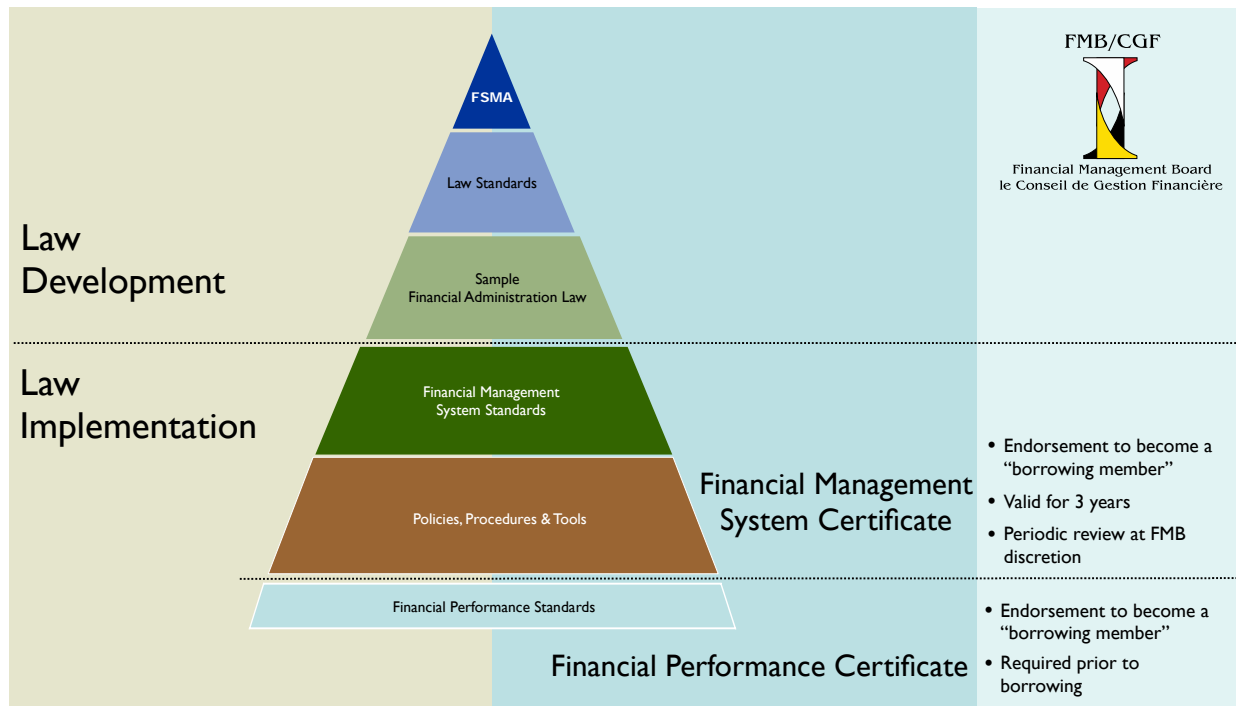 FMB/CGF
Financial Management Board
le Conseil de Gestion Financière
FSMA
Law Standards
Sample
Financial Administration Law
Law
Development
Law
Implementation
Financial Management
System Standards
Policies, Procedures & Tools
Financial Management
System Certificate
• Endorsement to become a
“borrowing member”
• Valid for 3 years
• Periodic review at FMB
discretion
Financial Performance Standards
Financial Performance Certificate
• Endorsement to become a
“borrowing member”
• Required prior to
borrowing